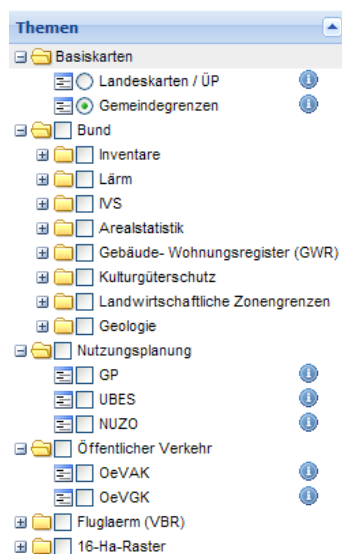 Themen
Basiskarten
Landeskarten / ÜP
Gemeindegrenzen
Bund
Inventare
Lärm
IVS
Arealstatistik
Gebäude- Wohnungsregister (GWR)
Kulturgüterschutz
Landwirtschaftliche Zonengrenzen
Geologie
Nutzungsplanung
GP
UBES
NUZO
Öffentlicher Verkehr
OeVAK
OeVGK
Fluglaerm (VBR)
16-Ha-Raster